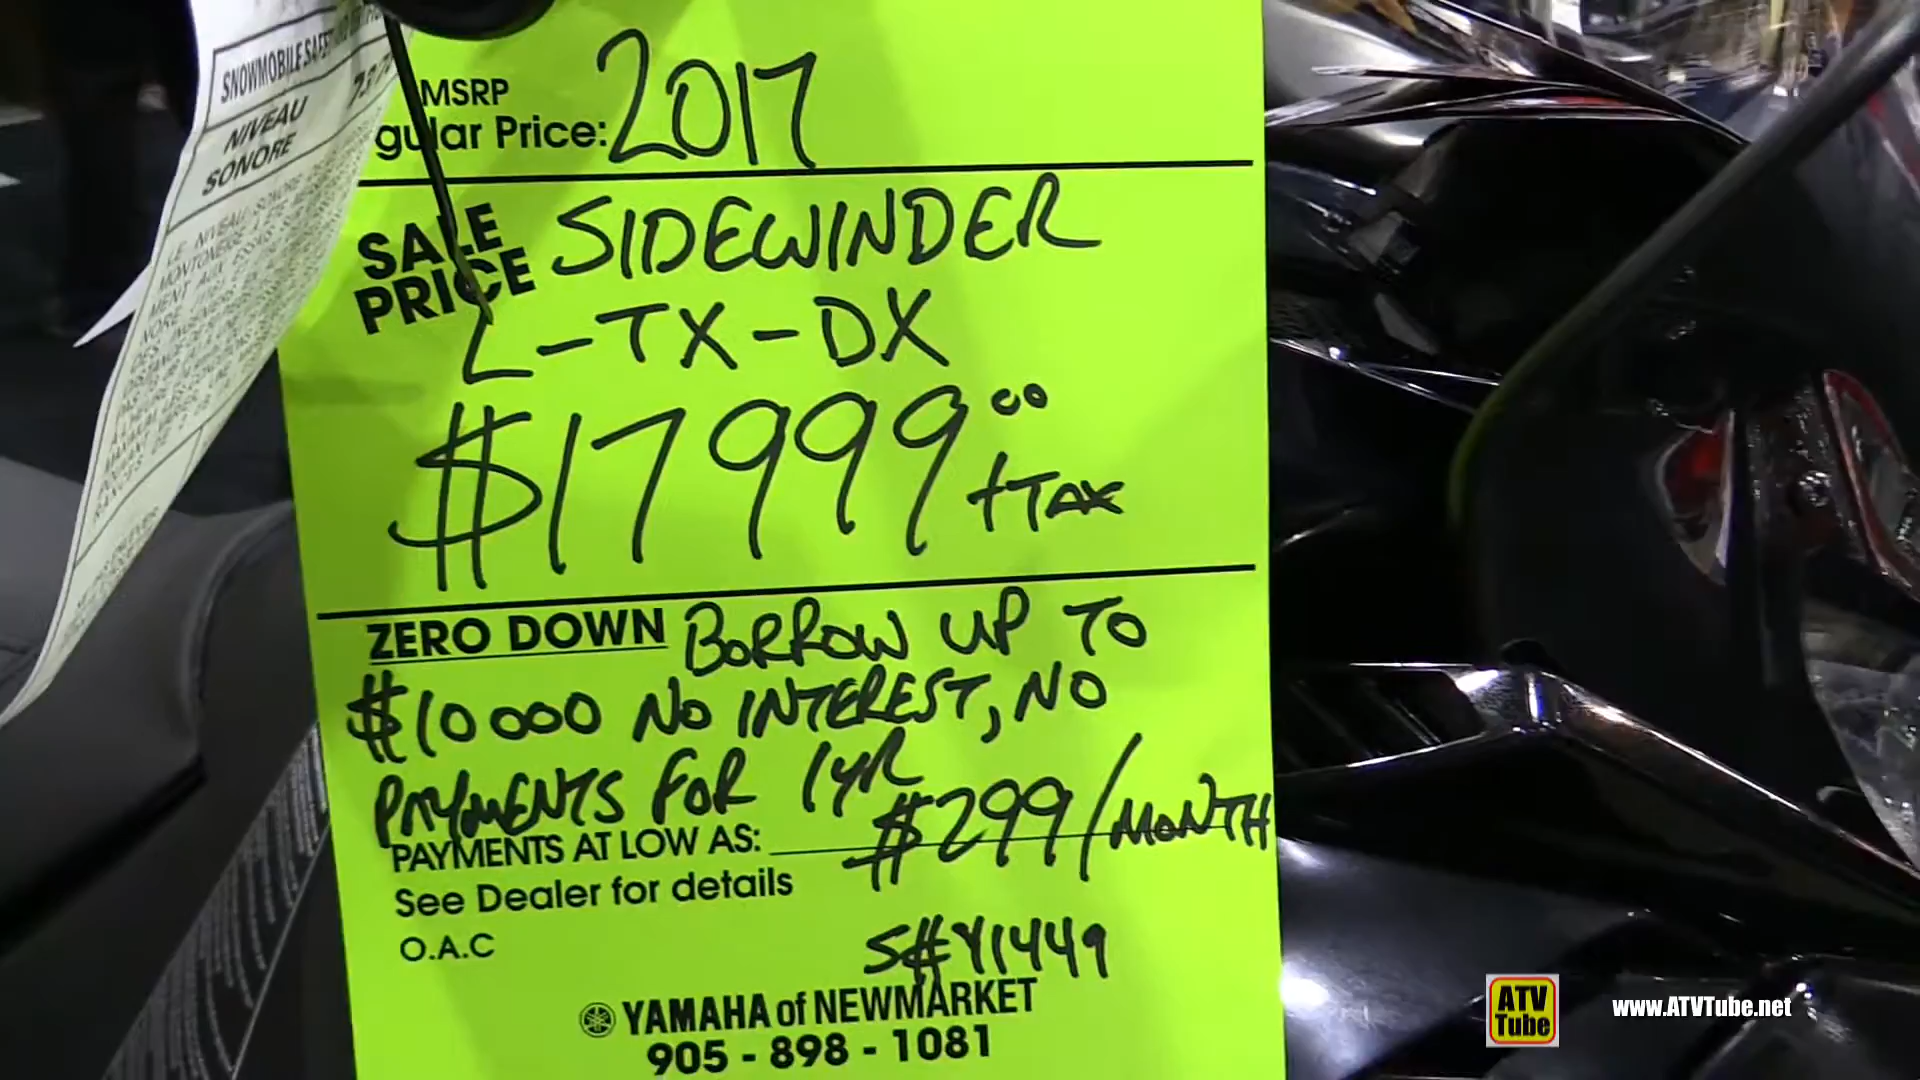 SNOWMOBILE SAFETY
NIVEAU
SONORE
MSRP
gular Price: 2017
SALE
PRICE
SIDEWINDER
L-TX-DX
$17999.00
+TAX
ZERO DOWN BORROW UP TO
$10000 NO INTEREST, NO
PAYMENTS FOR 1YR
PAYMENTS AT LOW AS: $299/MONTH
See Dealer for details
O.A.C
S#Y1449
YAMAHA of NEWMARKET
905 - 898 - 1081
ATV
Tube
www.ATVTube.net